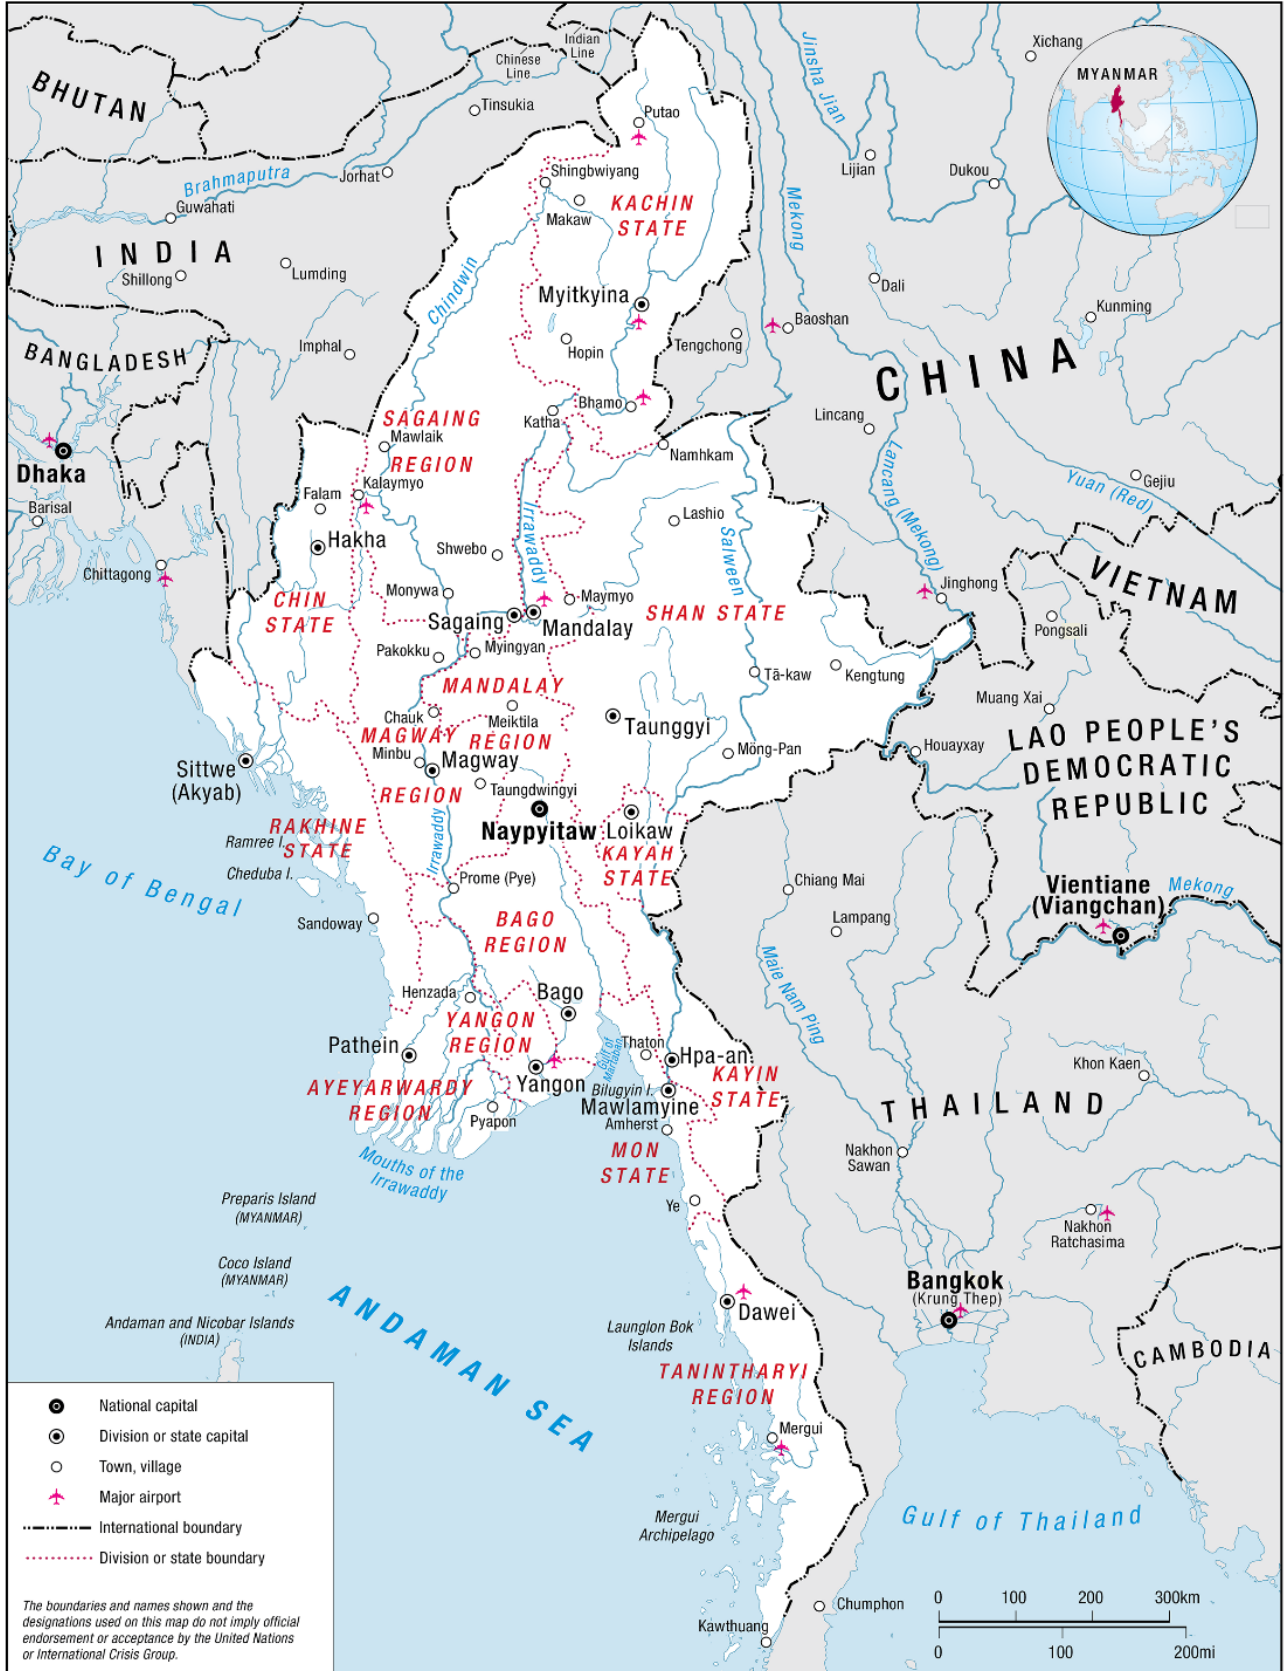 Xichang
Indian
Line
Chinese
Line
Jinsha Jian
MYANMAR
BHUTAN
Tinsukia
Putao
Lijian
Dukou
Brahmaputra
Jorhat
Shingbwiyang
Guwahati
Makaw
KACHIN
STATE
Mekong
INDIA
Shillong
Lumding
Chindwin
Myitkyina
Dali
Kunming
Baoshan
Tengchong
Imphal
Hopin
BANGLADESH
CHINA
Bhamo
Katha
Lincang
SAGAING
Mawlaik
REGION
Namhkam
Dhaka
Kalaymyo
Falam
Lancang (Mekong)
Yuan (Red)
Gejiu
Barisal
Irrawaddy
Lashio
Salween
Hakha
Shwebo
Chittagong
Jinghong
VIETNAM
Monywa
Maymyo
CHIN
STATE
Sagaing
Mandalay
SHAN STATE
Pongsali
Pakokku
Myingyan
Tā-kaw
Kengtung
MANDALAY
Muang Xai
Chauk
Meiktila
Taunggyi
MAGWAY
REGION
LAO PEOPLE'S
DEMOCRATIC
REPUBLIC
Minbu
Magway
Möng-Pan
Houayxay
Sittwe
(Akyab)
REGION
Taungdwingyi
Naypyitaw
Loikaw
RAKHINE
STATE
Ramree I.
Irrawaddy
KAYAH
STATE
Bay of Bengal
Cheduba I.
Prome (Pye)
Chiang Mai
Vientiane
(Viangchan)
Mekong
Sandoway
BAGO
REGION
Lampang
Maie Nam Ping
Henzada
Bago
YANGON
REGION
Pathein
Gulf of
Martaban
Thaton
Hpa-an
Khon Kaen
AYEYARWARDY
REGION
Yangon
Bilugyin I.
KAYIN
STATE
Mawlamyine
Pyapon
Amherst
THAILAND
MON
STATE
Mouths of the
Irrawaddy
Nakhon
Sawan
Preparis Island
(MYANMAR)
Ye
Nakhon
Ratchasima
Coco Island
(MYANMAR)
Bangkok
(Krung Thep)
ANDAMAN SEA
Dawei
Andaman and Nicobar Islands
(INDIA)
Launglon Bok
Islands
CAMBODIA
TANINTHARYI
REGION
Mergui
Mergui
Archipelago
Gulf of Thailand
Chumphon
Kawthuang
0 100 200 300km
0 100 200mi
National capital
Division or state capital
Town, village
Major airport
International boundary
Division or state boundary
The boundaries and names shown and the
designations used on this map do not imply official
endorsement or acceptance by the United Nations
or International Crisis Group.